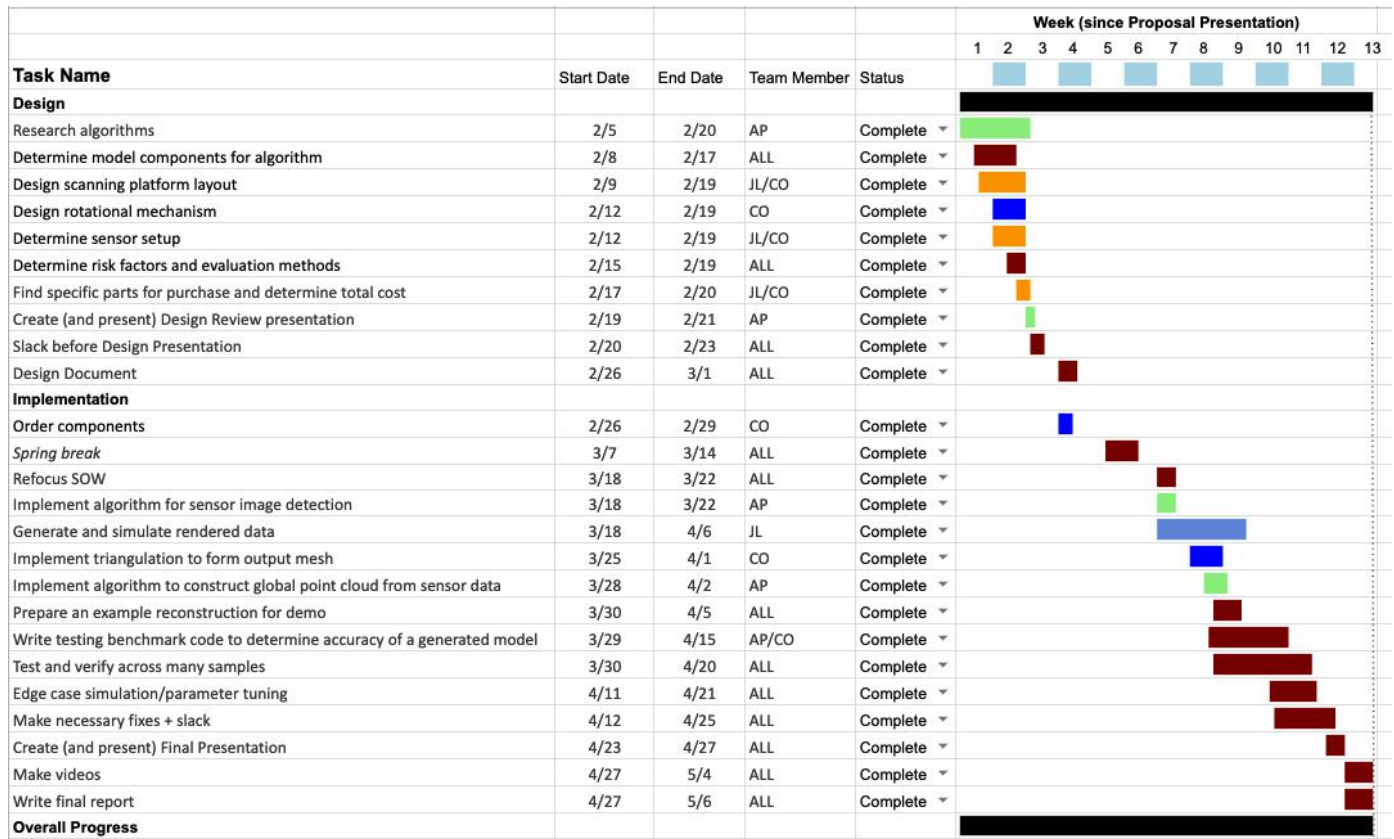 Week (since Proposal Presentation)
1 2 3 4 5 6 7 8 9 10 11 12 13
Task Name Start Date End Date Team Member Status
Design
Research algorithms 2/5 2/20 AP Complete
Determine model components for algorithm 2/8 2/17 ALL Complete
Design scanning platform layout 2/9 2/19 JL/CO Complete
Design rotational mechanism 2/12 2/19 CO Complete
Determine sensor setup 2/12 2/19 JL/CO Complete
Determine risk factors and evaluation methods 2/15 2/19 ALL Complete
Find specific parts for purchase and determine total cost 2/17 2/20 JL/CO Complete
Create (and present) Design Review presentation 2/19 2/21 AP Complete
Slack before Design Presentation 2/20 2/23 ALL Complete
Design Document 2/26 3/1 ALL Complete
Implementation
Order components 2/26 2/29 CO Complete
Spring break 3/7 3/14 ALL Complete
Refocus SOW 3/18 3/22 ALL Complete
Implement algorithm for sensor image detection 3/18 3/22 AP Complete
Generate and simulate rendered data 3/18 4/6 JL Complete
Implement triangulation to form output mesh 3/25 4/1 CO Complete
Implement algorithm to construct global point cloud from sensor data 3/28 4/2 AP Complete
Prepare an example reconstruction for demo 3/30 4/5 ALL Complete
Write testing benchmark code to determine accuracy of a generated model 3/29 4/15 AP/CO Complete
Test and verify across many samples 3/30 4/20 ALL Complete
Edge case simulation/parameter tuning 4/11 4/21 ALL Complete
Make necessary fixes + slack 4/12 4/25 ALL Complete
Create (and present) Final Presentation 4/23 4/27 ALL Complete
Make videos 4/27 5/4 ALL Complete
Write final report 4/27 5/6 ALL Complete
Overall Progress